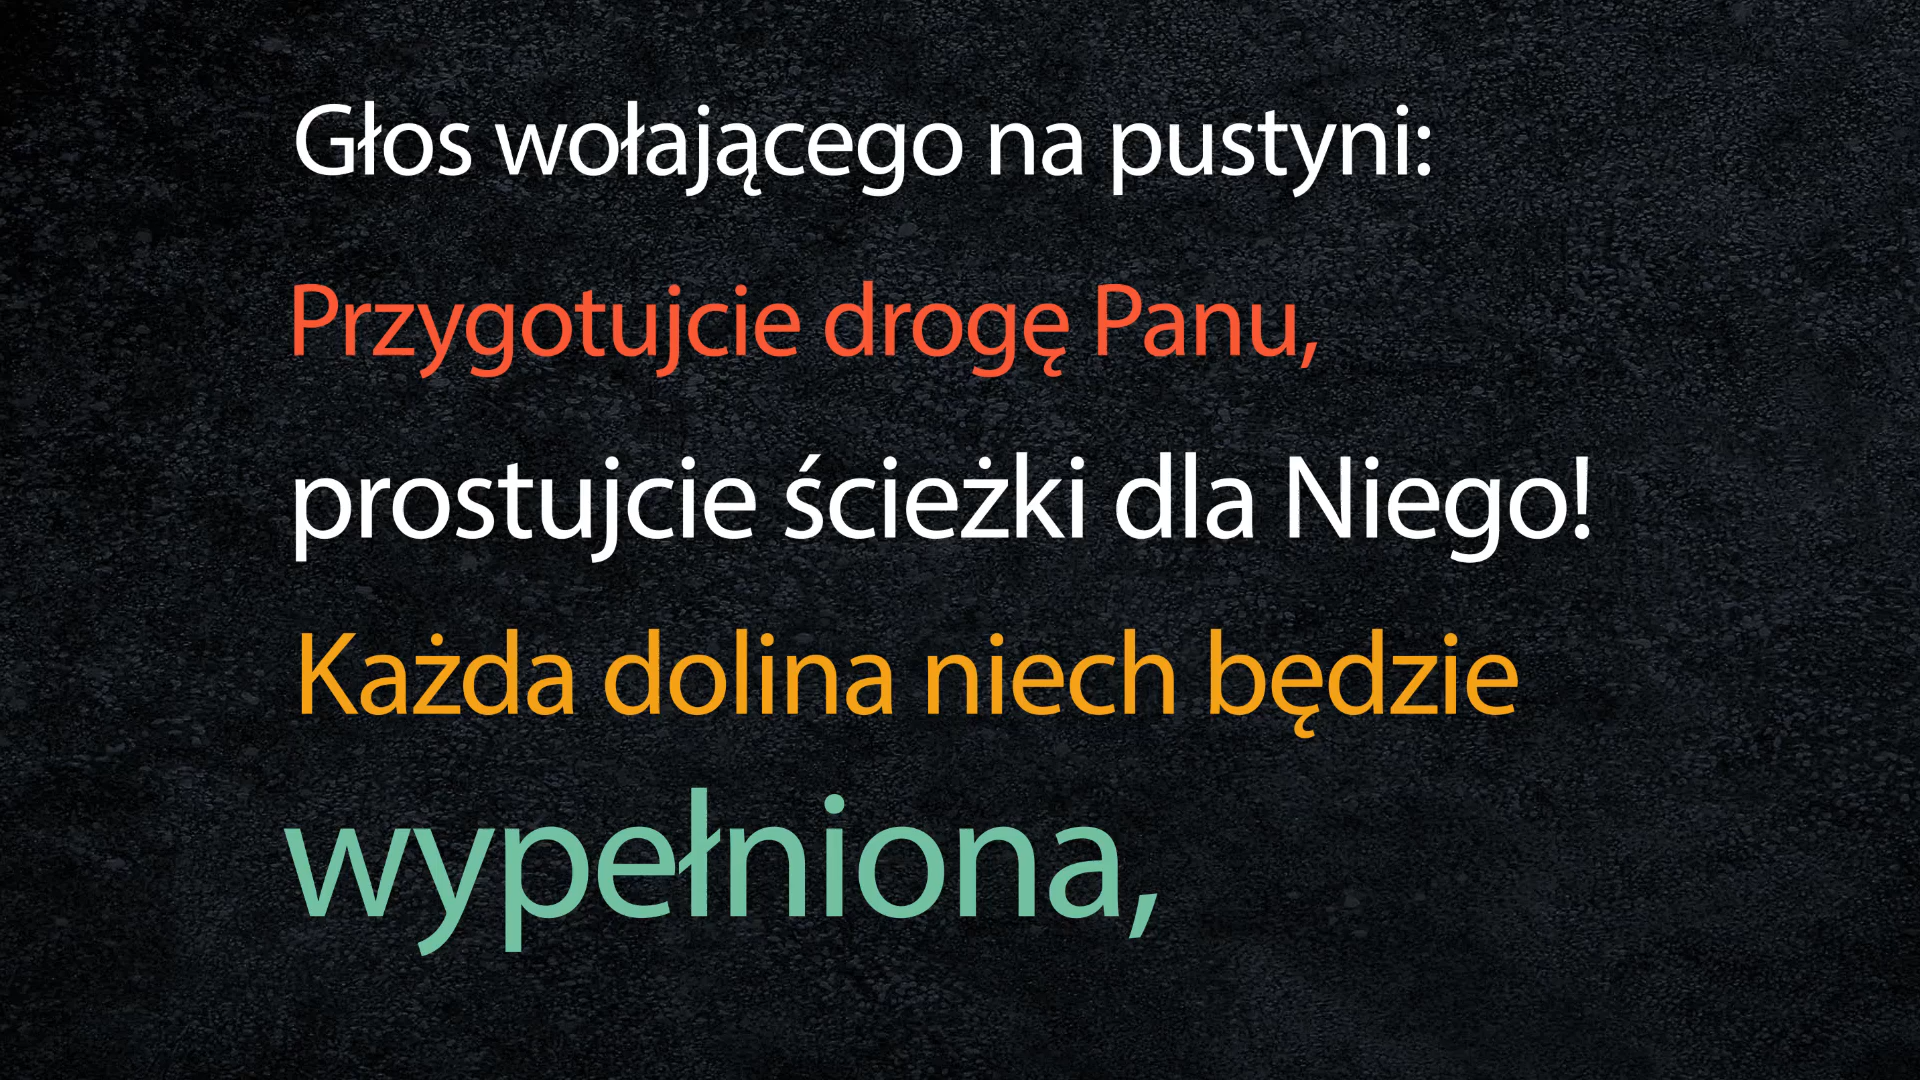 Głos wołającego na pustyni:
Przygotujcie drogę Panu,
prostujcie ścieżki dla Niego!
Każda dolina niech będzie
wypełniona,